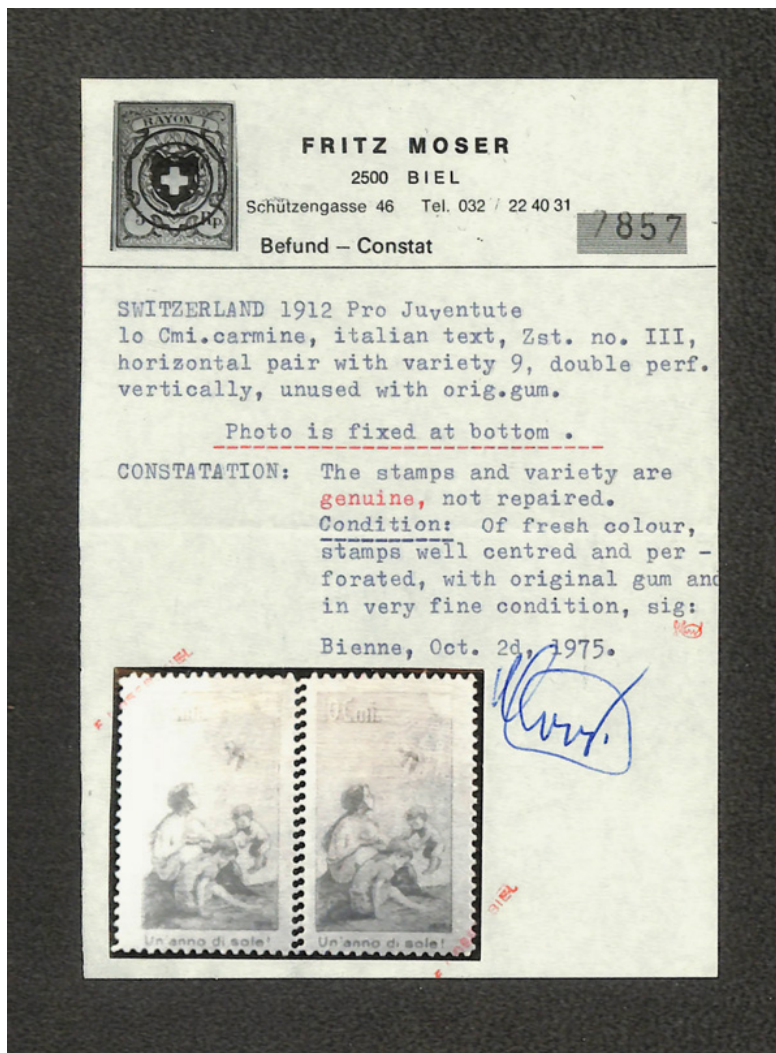 RAYON I
5 Rp
FRITZ MOSER
2500 BIEL
Schützengasse 46 Tel. 032 / 22 40 31
7857
Befund – Constat
SWITZERLAND 1912 Pro Juventute
lo Cmi.carmine, italian text, Zst. no. III,
horizontal pair with variety 9, double perf.
vertically, unused with orig.gum.
Photo is fixed at bottom .
CONSTATATION: The stamps and variety are
genuine, not repaired.
Condition: Of fresh colour,
stamps well centred and per –
forated, with original gum and
in very fine condition, sig:
Bienne, Oct. 2d, 1975.
BIEL
Un'anno di sole!
Un'anno di sole!
BIEL